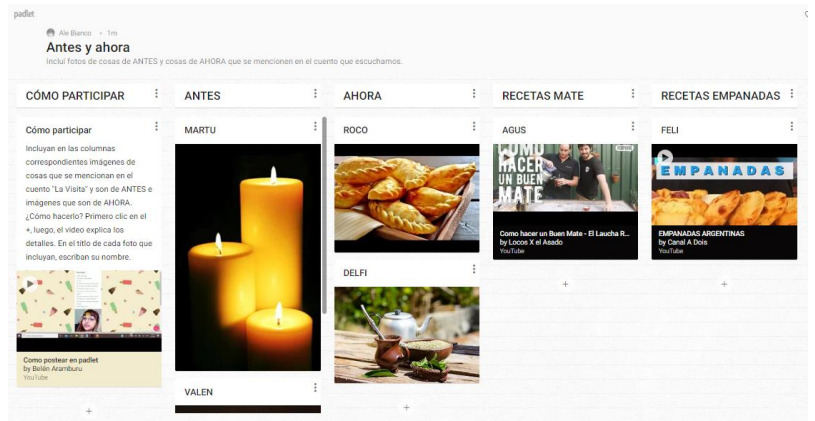 padlet
Ale Bianco • 1m
Antes y ahora
Incluí fotos de cosas de ANTES y cosas de AHORA que se mencionan en el cuento que escuchamos.
CÓMO PARTICIPAR
Cómo participar
Incluyan en las columnas
correspondientes imágenes de
cosas que se mencionan en el
cuento "La Visita" y son de ANTES e
imágenes que son de AHORA.
¿Cómo hacerlo? Primero clic en el
+, luego, el video explica los
detalles. En el titlo de cada foto que
incluyan, escriban su nombre.
Como postear en padlet
by Belén Aramburu
YouTube
+
ANTES
MARTU
VALEN
AHORA
ROCO
DELFI
+
RECETAS MATE
AGUS
COMO
HACER
UN BUEN
MATE
Como hacer un Buen Mate - El Laucha R...
by Locos X el Asado
YouTube
+
RECETAS EMPANADAS
FELI
EMPANADAS
EMPANADAS ARGENTINAS
by Canal A Dois
YouTube
+